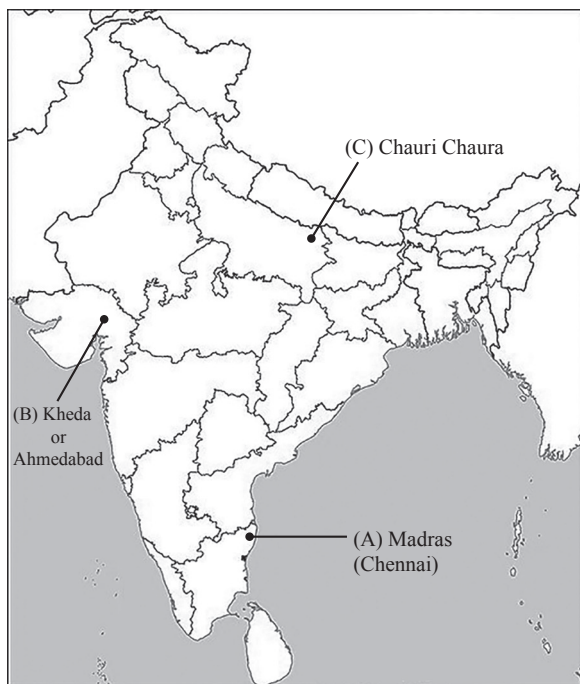 (C) Chauri Chaura
(B) Kheda
or
Ahmedabad
(A) Madras
(Chennai)